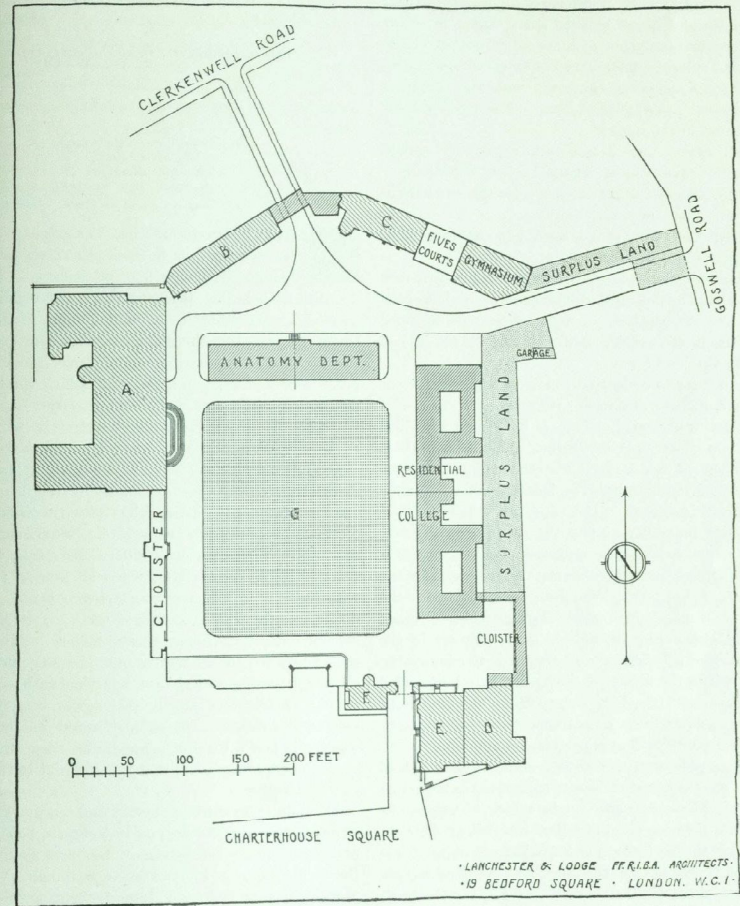 CLERKENWELL ROAD
GOSWELL ROAD
B
C
FIVES
COURTS
GYMNASIUM
SURPLUS LAND
GARAGE
A.
ANATOMY DEPT.
SURPLUS LAND
RESIDENTIAL
COLLEGE
G
CLOISTER
CLOISTER
F.
E.
D.
0 50 100 150 200 FEET
CHARTERHOUSE SQUARE
· LANCHESTER & LODGE FF.R.I.B.A. ARCHITECTS ·
· 19 BEDFORD SQUARE · LONDON. W.C.1 ·